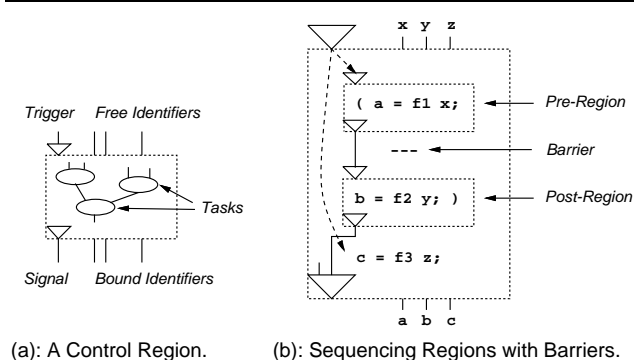 Trigger Free Identifiers
Tasks
Signal Bound Identifiers
(a): A Control Region.
x y z
( a = f1 x;
Pre-Region
---
Barrier
b = f2 y; )
Post-Region
c = f3 z;
a b c
(b): Sequencing Regions with Barriers.